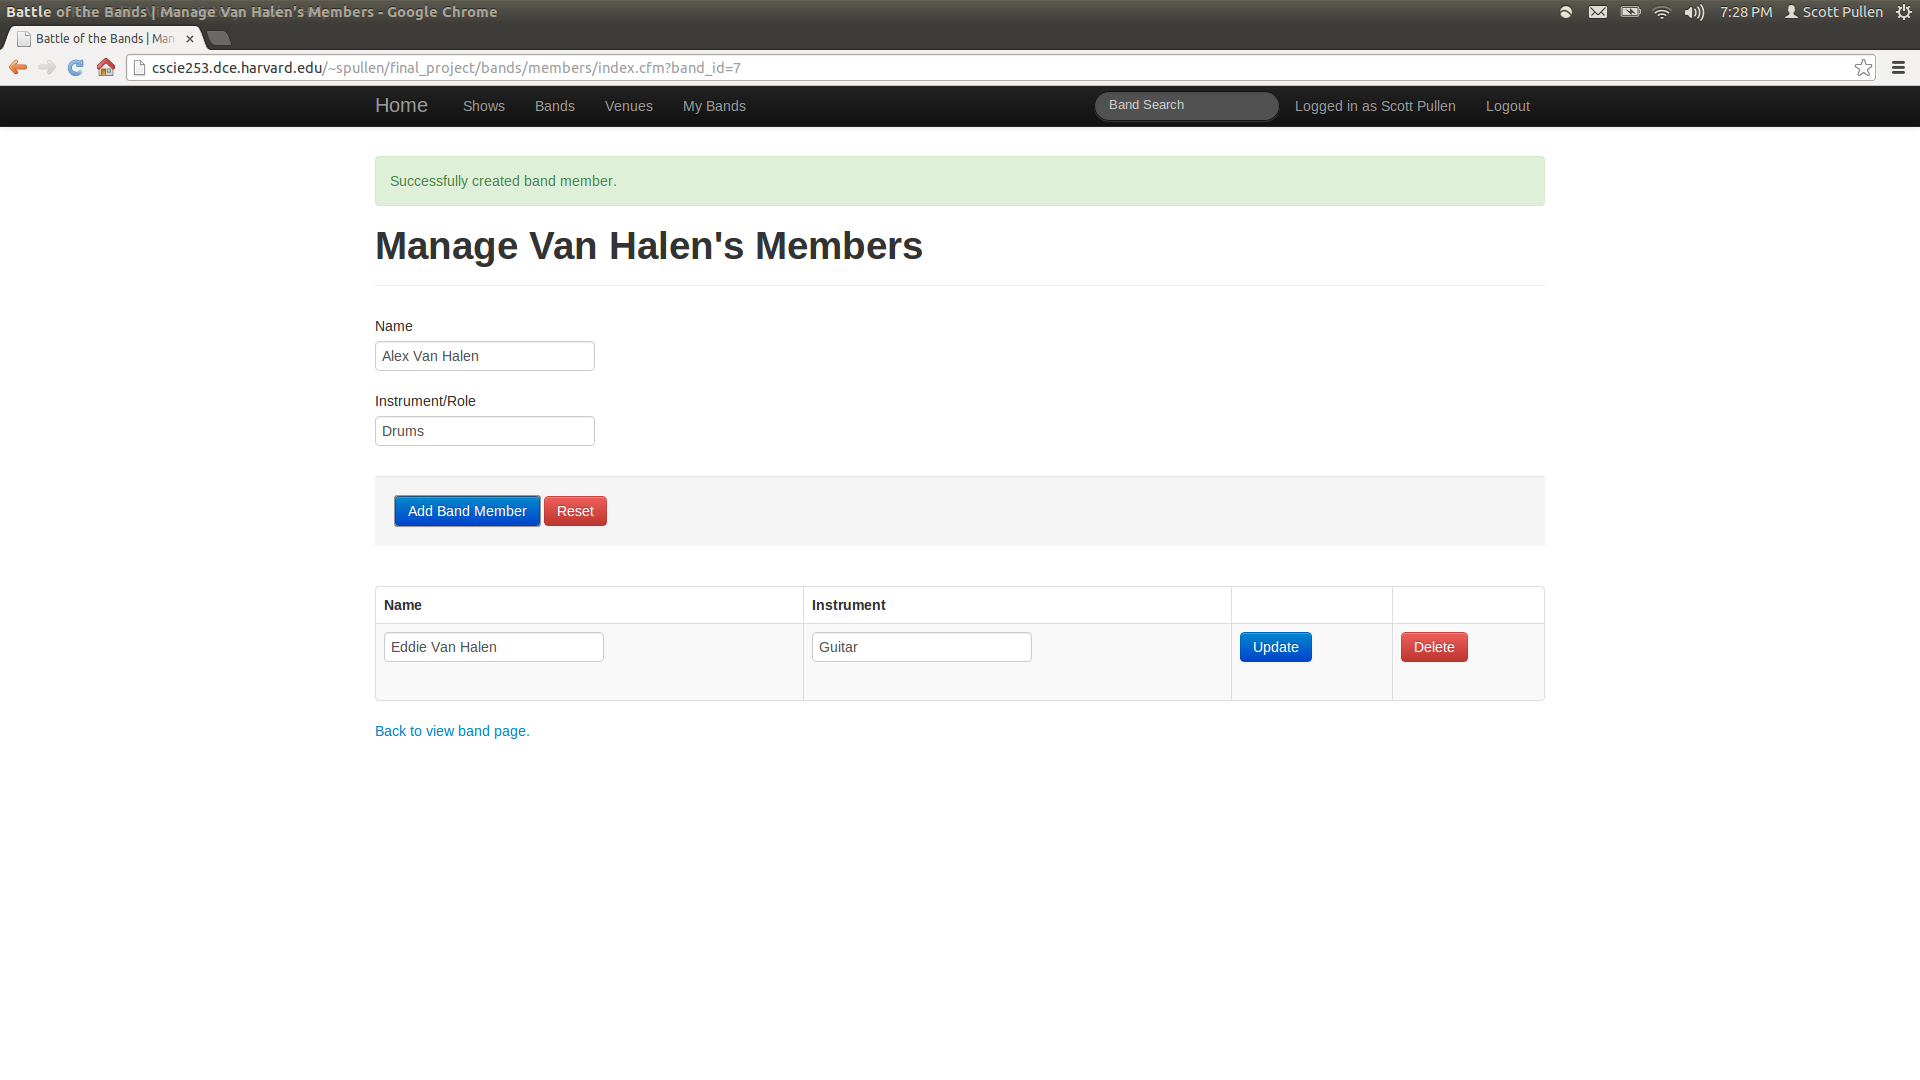 Battle of the Bands | Manage Van Halen's Members - Google Chrome
7:28 PM Scott Pullen
Battle of the Bands | Man
cscie253.dce.harvard.edu/~spullen/final_project/bands/members/index.cfm?band_id=7
Home Shows Bands Venues My Bands Band Search Logged in as Scott Pullen Logout
Successfully created band member.
Manage Van Halen's Members
Name
Alex Van Halen
Instrument/Role
Drums
Add Band Member Reset
Name Instrument
Eddie Van Halen Guitar Update Delete
Back to view band page.